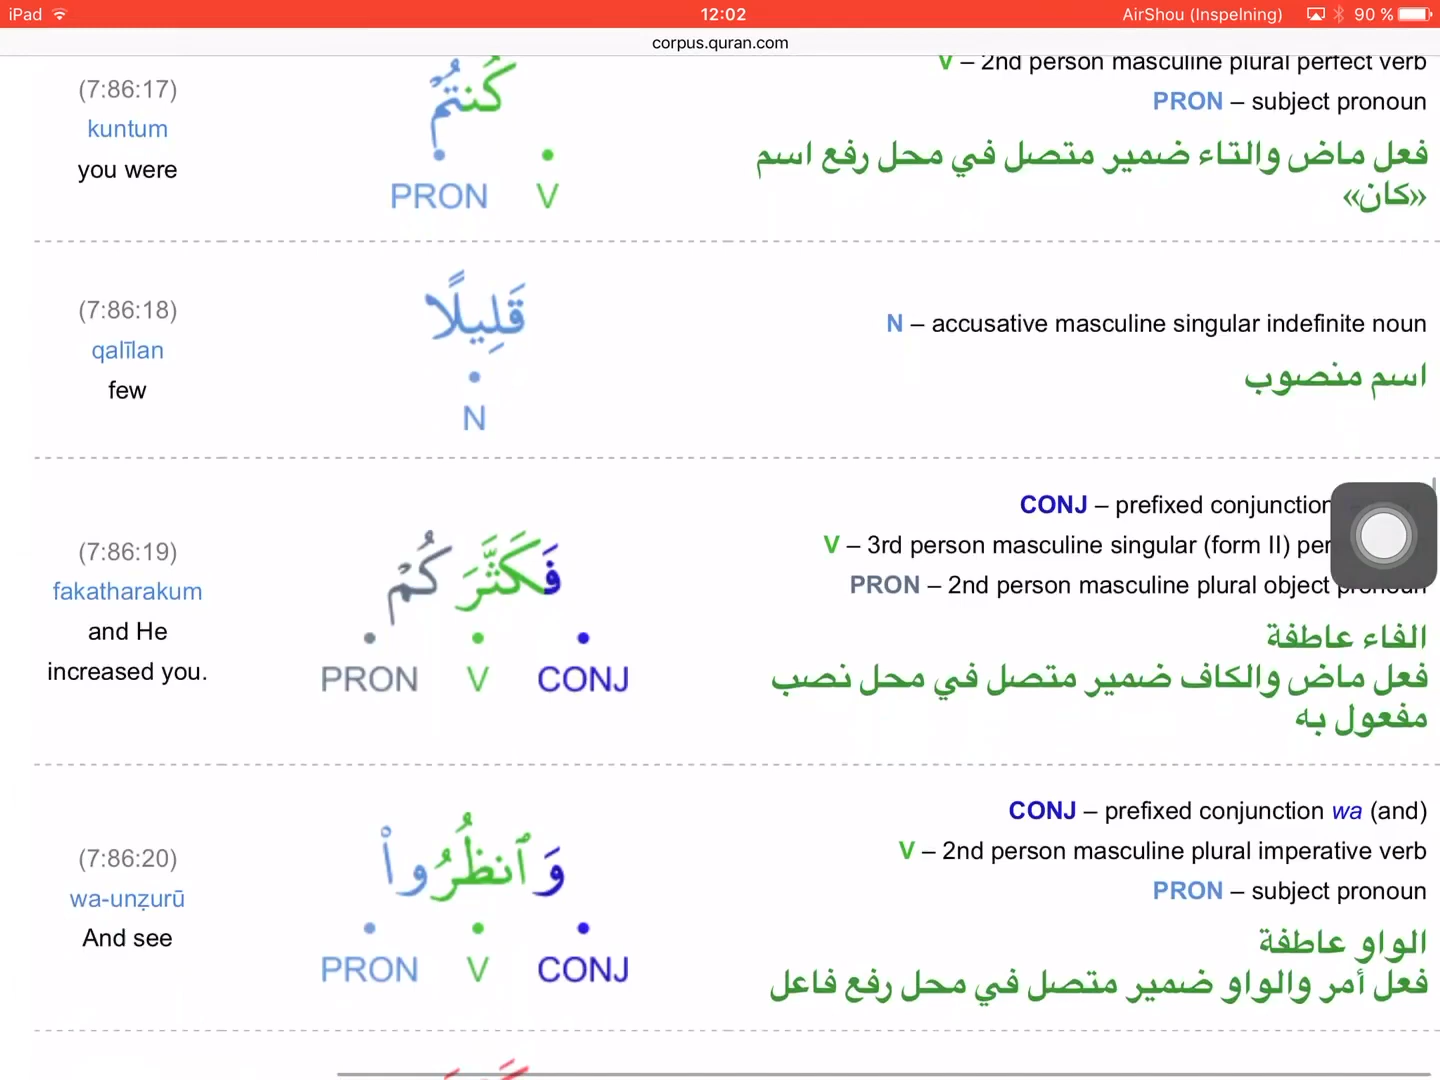 iPad 12:02 AirShou (Inspelning) 90 %
corpus.quran.com
(7:86:17)
kuntum
you were
كُنتُمْ
PRON V
V – 2nd person masculine plural perfect verb
PRON – subject pronoun
فعل ماض والتاء ضمير متصل في محل رفع اسم
«كان»
(7:86:18)
qalīlan
few
قَلِيلًا
N
N – accusative masculine singular indefinite noun
اسم منصوب
(7:86:19)
fakatharakum
and He
increased you.
فَكَثَّرَكُمْ
PRON V CONJ
CONJ – prefixed conjunction
V – 3rd person masculine singular (form II) per
PRON – 2nd person masculine plural object pronoun
الفاء عاطفة
فعل ماض والكاف ضمير متصل في محل نصب
مفعول به
(7:86:20)
wa-unẓurū
And see
وَٱنظُرُوا۟
PRON V CONJ
CONJ – prefixed conjunction wa (and)
V – 2nd person masculine plural imperative verb
PRON – subject pronoun
الواو عاطفة
فعل أمر والواو ضمير متصل في محل رفع فاعل